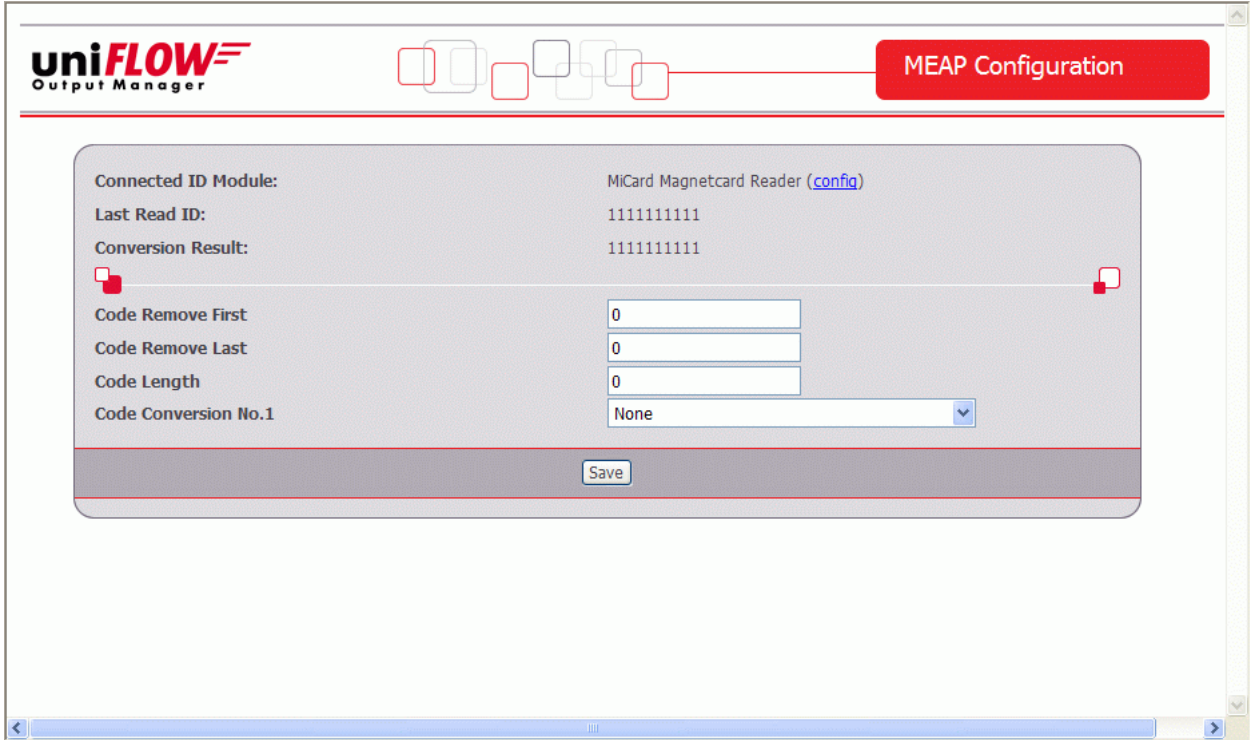 uniFLOW
Output Manager
MEAP Configuration
Connected ID Module: MiCard Magnetcard Reader (config)
Last Read ID: 1111111111
Conversion Result: 1111111111
Code Remove First 0
Code Remove Last 0
Code Length 0
Code Conversion No.1 None
Save